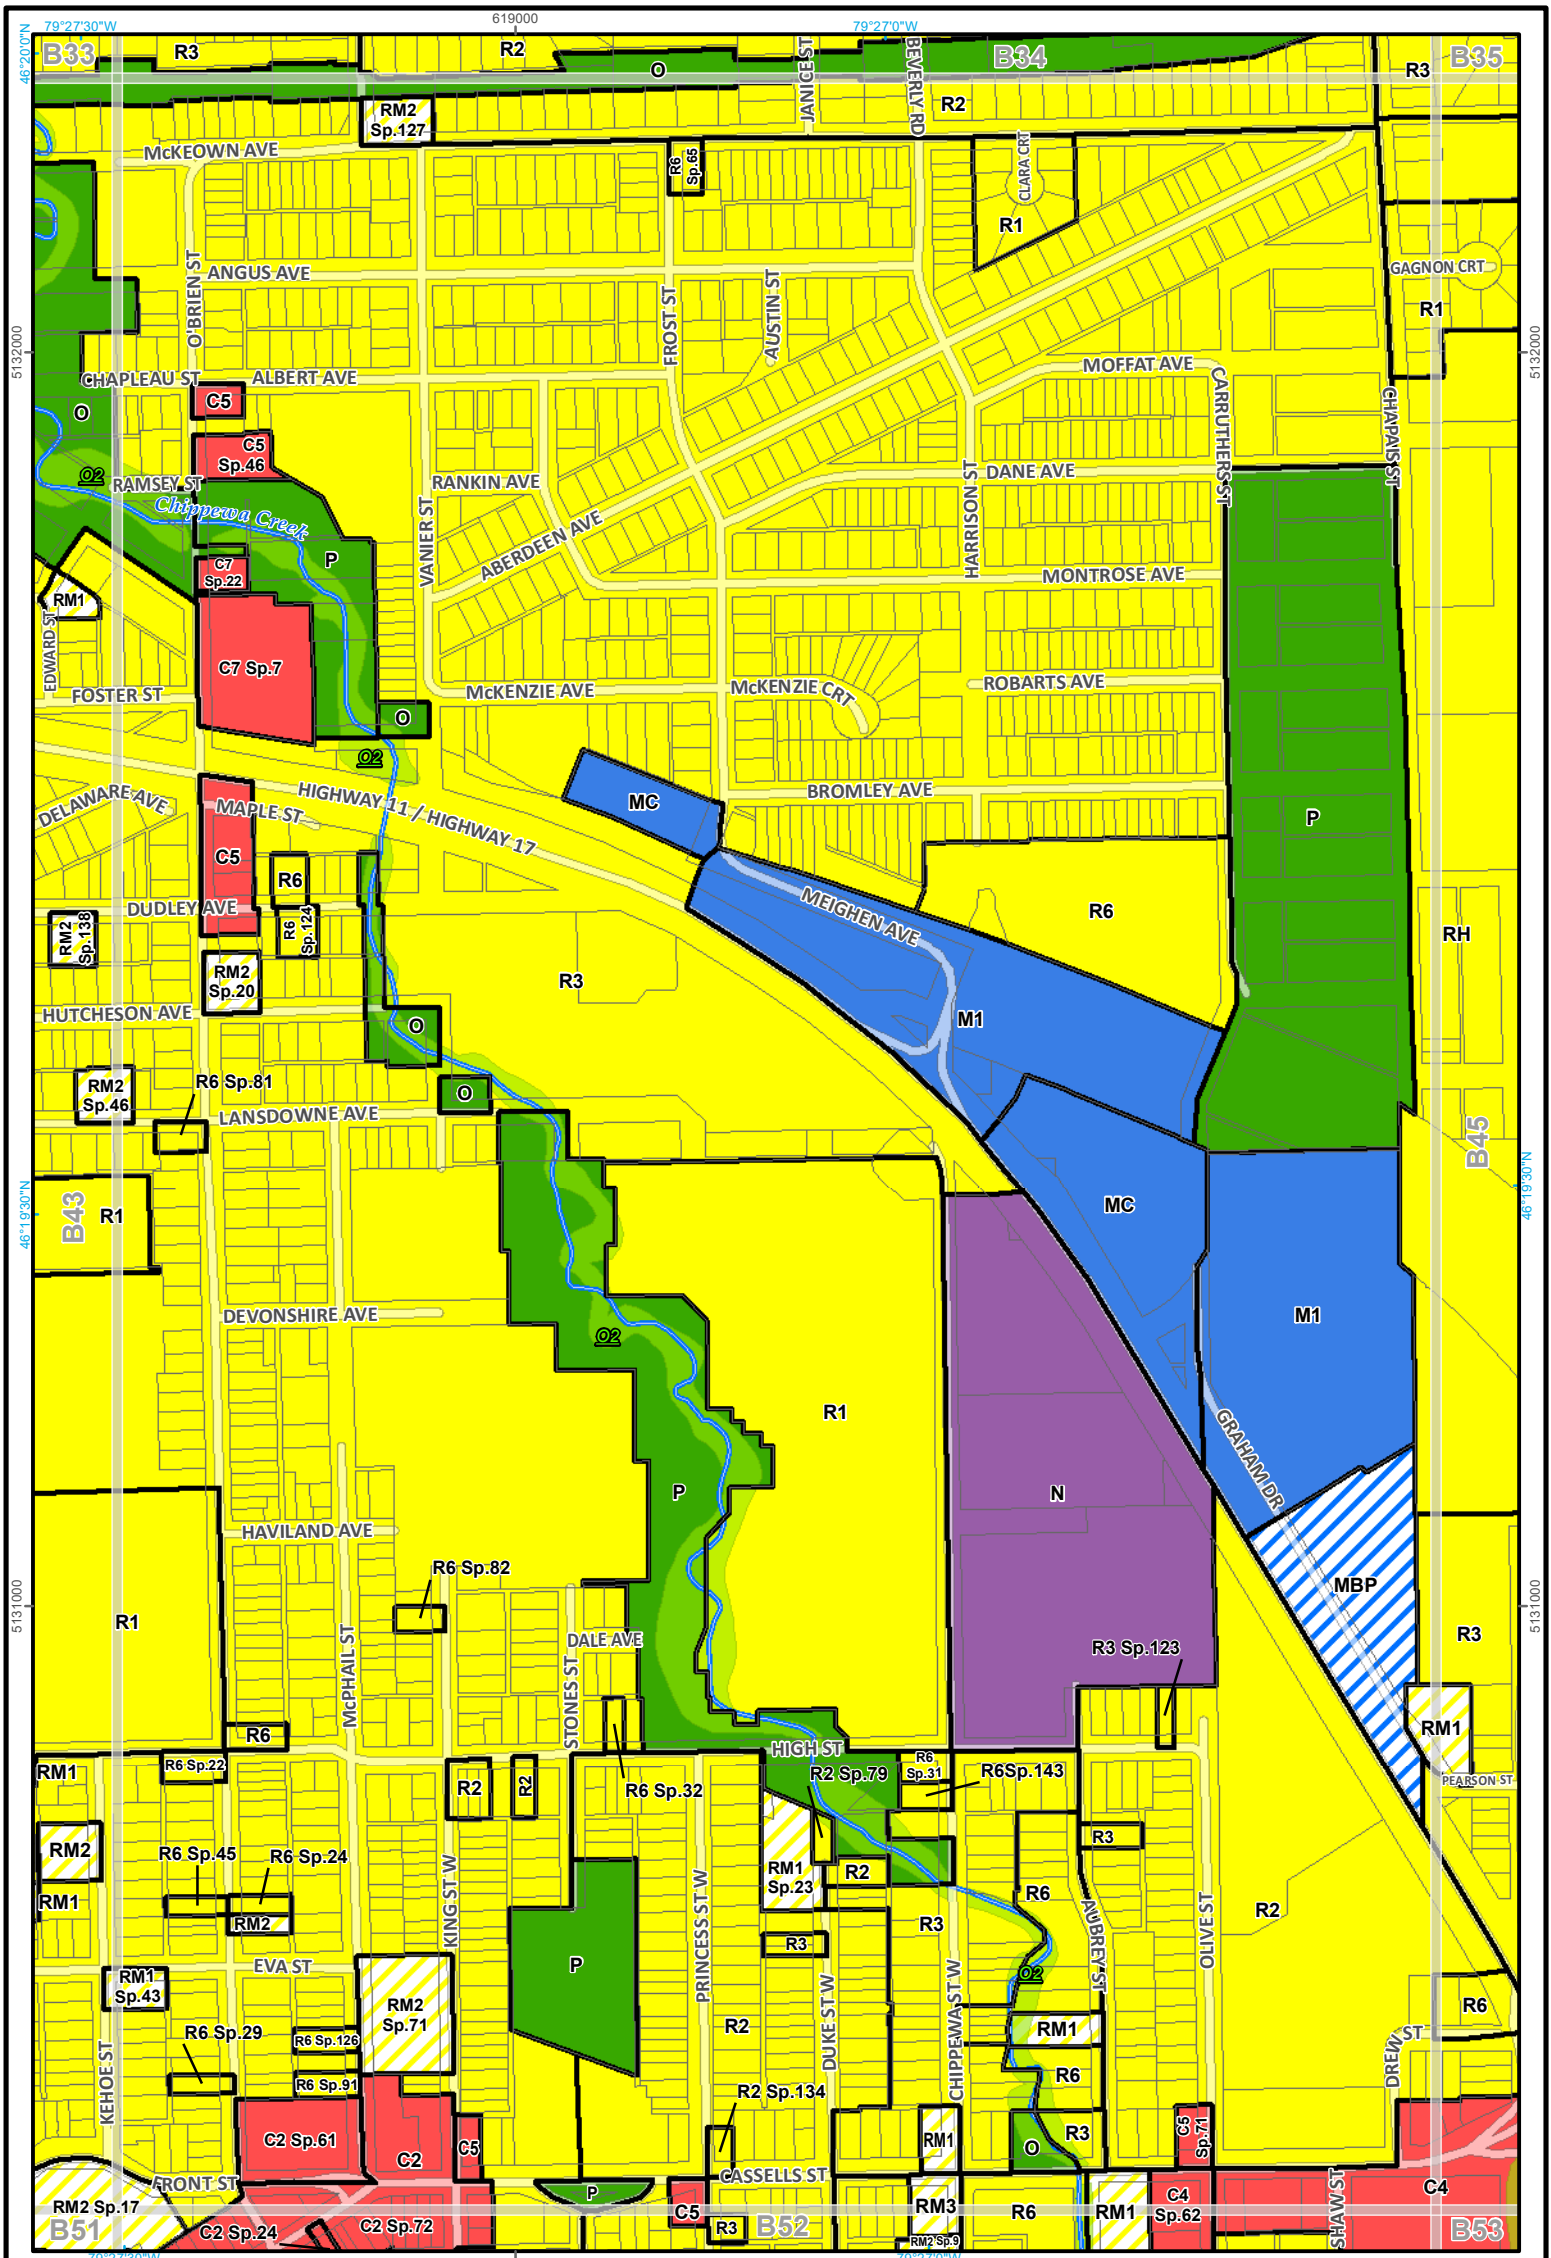 79°27'30"W
619000
79°27'0"W
46°20'0"N
B33
R3
R2
O
JANICE ST
BEVERLY RD
B34
B35
R3
RM2
Sp.127
R2
McKEOWN AVE
R6
Sp.65
CLARA CRT
R1
ANGUS AVE
GAGNON CRT
O'BRIEN ST
FROST ST
AUSTIN ST
R1
5132000
5132000
CHAPLEAU ST
ALBERT AVE
MOFFAT AVE
CARRUTHERS ST
CHAPAIS ST
C5
O
C5
Sp.46
O2
RAMSEY ST
RANKIN AVE
DANE AVE
Chippewa Creek
VANIER ST
ABERDEEN AVE
HARRISON ST
P
C7
Sp.22
MONTROSE AVE
RM1
EDWARD ST
C7 Sp.7
FOSTER ST
McKENZIE AVE
McKENZIE CRT
ROBARTS AVE
O
O2
HIGHWAY 11 / HIGHWAY 17
BROMLEY AVE
MC
DELAWARE AVE
MAPLE ST
P
C5
R6
DUDLEY AVE
RM2
Sp.138
R6
Sp.124
MEIGHEN AVE
R6
RH
RM2
Sp.20
R3
HUTCHESON AVE
O
M1
RM2
Sp.46
R6 Sp.81
O
LANSDOWNE AVE
B45
46°19'30"N
46°19'30"N
B43
R1
MC
DEVONSHIRE AVE
O2
M1
R1
GRAHAM DR
P
N
HAVILAND AVE
R6 Sp.82
MBP
5131000
5131000
R1
McPHAIL ST
DALE AVE
STONES ST
R3 Sp.123
R3
R6
RM1
HIGH ST
RM1
R6 Sp.22
R2
R2
R6 Sp.32
R2 Sp.79
R6
Sp.31
R6Sp.143
PEARSON ST
RM2
R6 Sp.45
R6 Sp.24
KING ST W
PRINCESS ST W
RM1
Sp.23
R2
R3
RM1
RM2
R6
AUBREY ST
OLIVE ST
R2
R3
R3
EVA ST
P
O2
RM1
Sp.43
RM2
Sp.71
DUKE ST W
CHIPPEWA ST W
R6
R6 Sp.29
R6 Sp.126
R2
RM1
DREW ST
KEHOE ST
R6 Sp.91
R6
R2 Sp.134
C2 Sp.61
C2
C5
RM1
O
R3
C5
Sp.71
FRONT ST
CASSELLS ST
P
C5
RM2 Sp.17
RM3
R6
RM1
C4
Sp.62
SHAW ST
C4
B51
C2 Sp.24
C2 Sp.72
R3
B52
RM2 Sp.9
B53
79°27'30"W
79°27'0"W